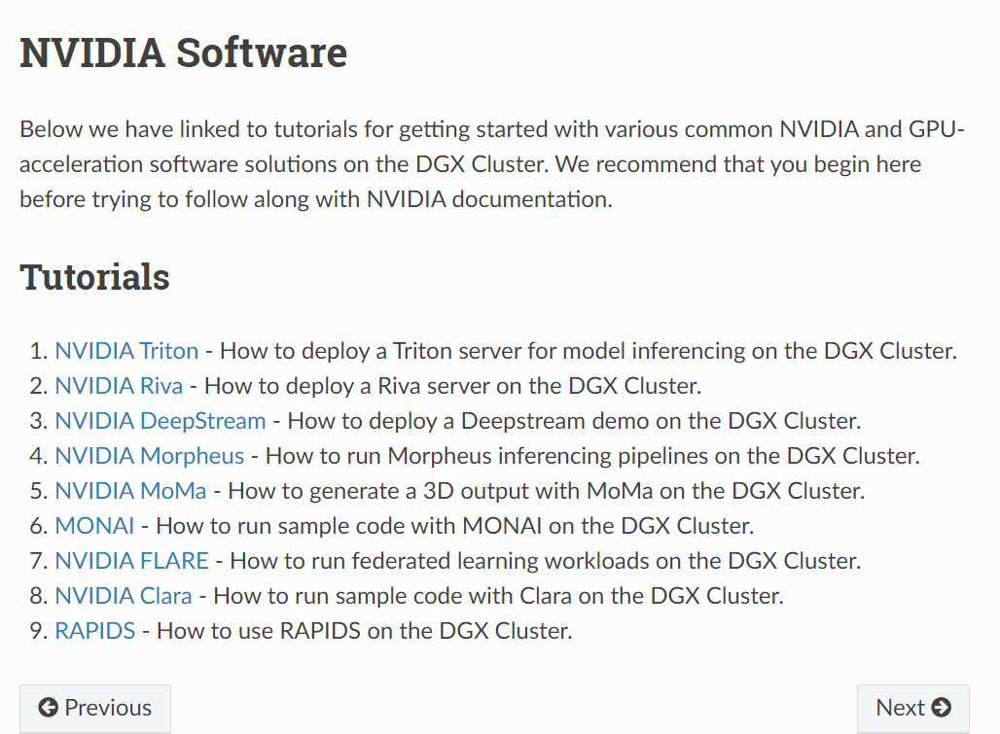 NVIDIA Software
Below we have linked to tutorials for getting started with various common NVIDIA and GPU-
acceleration software solutions on the DGX Cluster. We recommend that you begin here
before trying to follow along with NVIDIA documentation.
Tutorials
1. NVIDIA Triton - How to deploy a Triton server for model inferencing on the DGX Cluster.
2. NVIDIA Riva - How to deploy a Riva server on the DGX Cluster.
3. NVIDIA DeepStream - How to deploy a Deepstream demo on the DGX Cluster.
4. NVIDIA Morpheus - How to run Morpheus inferencing pipelines on the DGX Cluster.
5. NVIDIA MoMa - How to generate a 3D output with MoMa on the DGX Cluster.
6. MONAI - How to run sample code with MONAI on the DGX Cluster.
7. NVIDIA FLARE - How to run federated learning workloads on the DGX Cluster.
8. NVIDIA Clara - How to run sample code with Clara on the DGX Cluster.
9. RAPIDS - How to use RAPIDS on the DGX Cluster.
Previous
Next